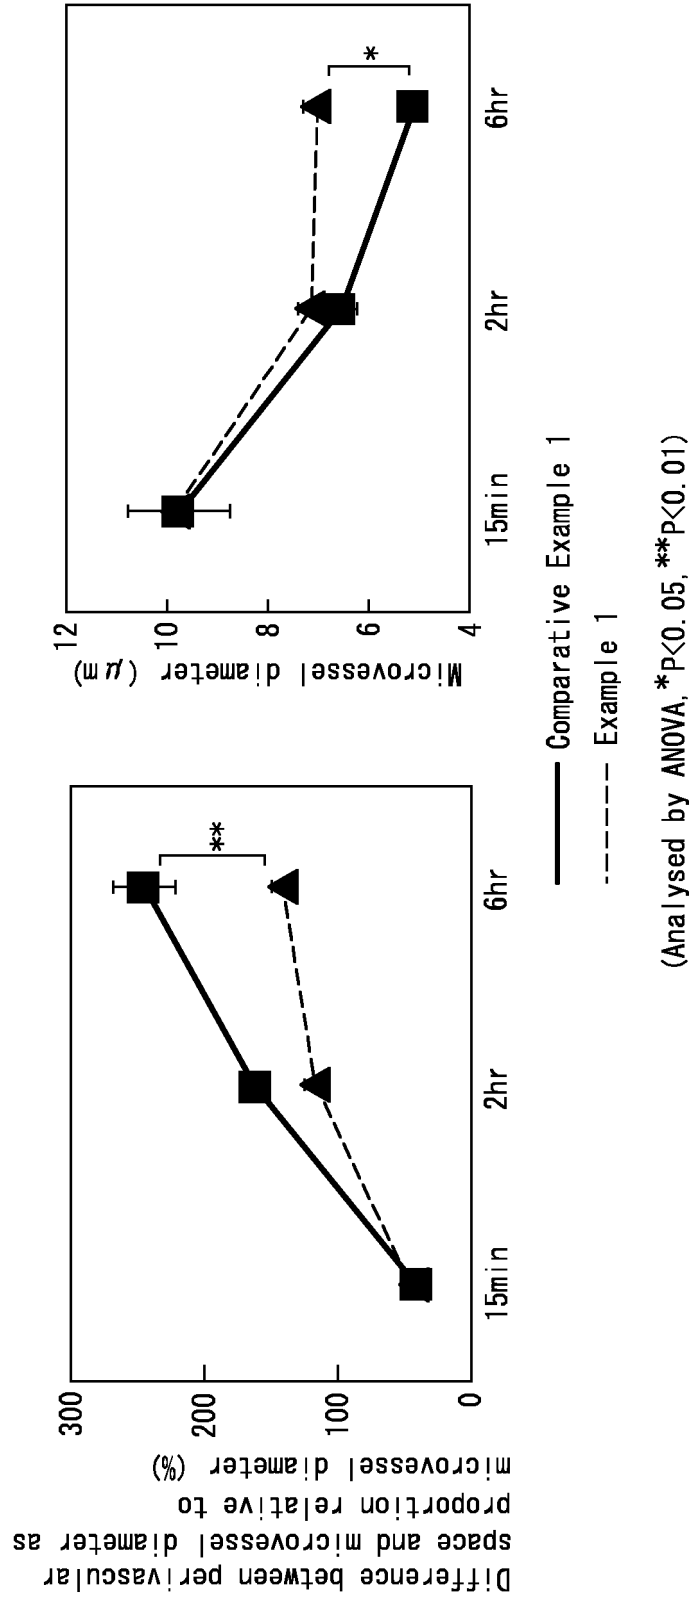 Difference between perivascular
space and microvessel diameter as
proportion relative to
microvessel diameter (%)
300
200
100
0
**
15min
2hr
6hr
Microvessel diameter (μm)
12
10
8
6
4
*
15min
2hr
6hr
Comparative Example 1
Example 1
(Analysed by ANOVA, *P<0.05, **P<0.01)